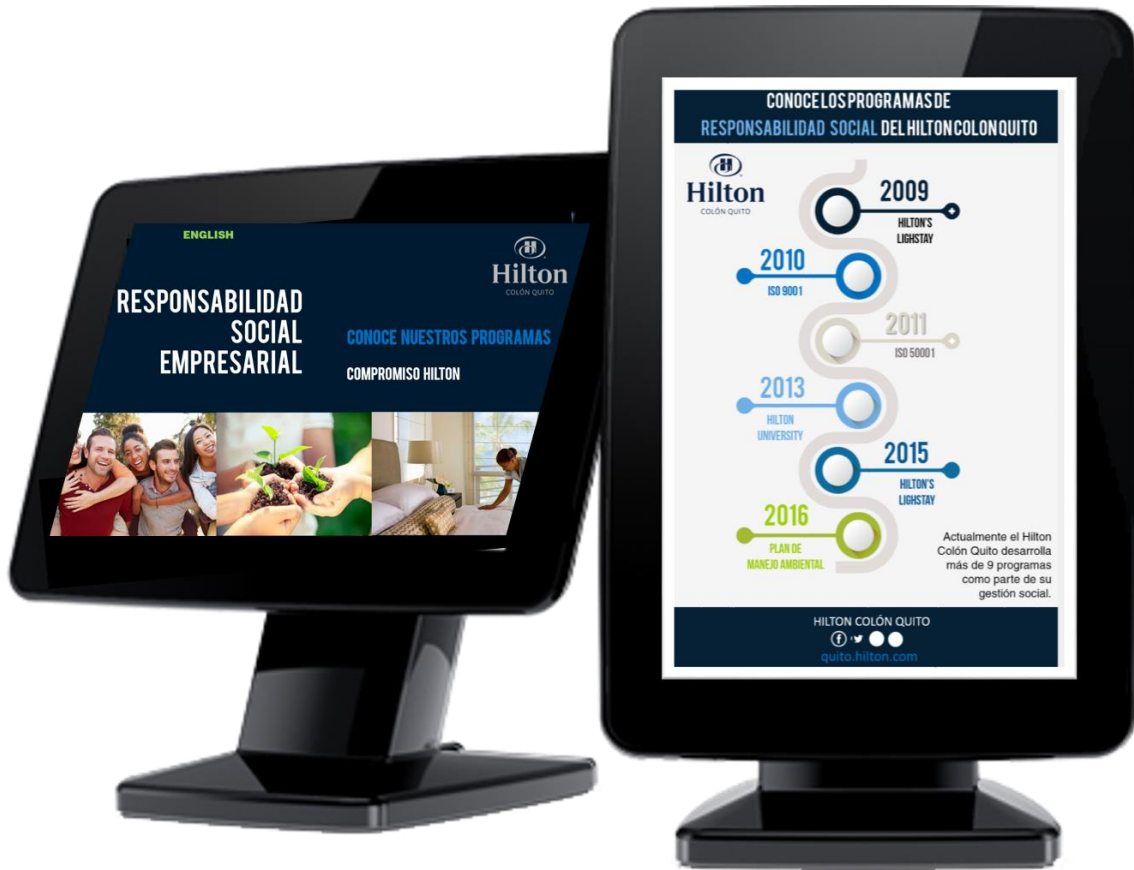 ENGLISH
Hilton
COLÓN QUITO
RESPONSABILIDAD
SOCIAL
EMPRESARIAL
CONOCE NUESTROS PROGRAMAS
COMPROMISO HILTON
CONOCE LOS PROGRAMAS DE
RESPONSABILIDAD SOCIAL DEL HILTON COLON QUITO
Hilton
COLÓN QUITO
2009
HILTON'S
LIGHSTAY
2010
ISO 9001
2011
ISO 50001
2013
HILTON
UNIVERSITY
2015
HILTON'S
LIGHSTAY
2016
PLAN DE
MANEJO AMBIENTAL
Actualmente el Hilton
Colón Quito desarrolla
más de 9 programas
como parte de su
gestión social.
HILTON COLÓN QUITO
quito.hilton.com